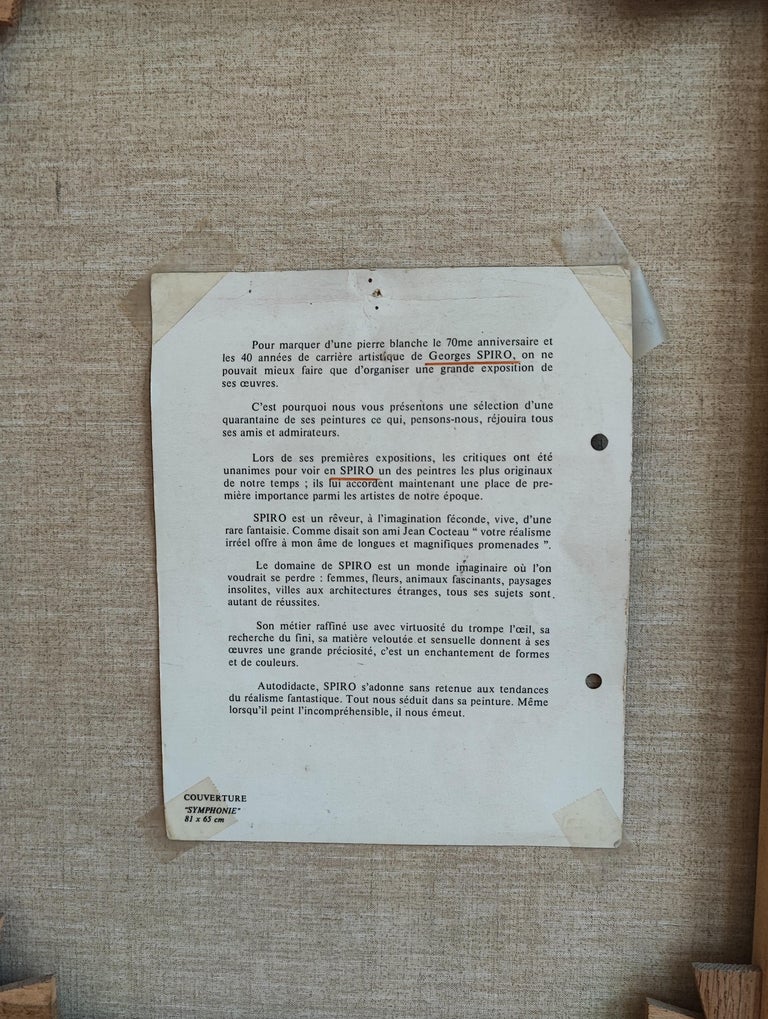 Pour marquer d'une pierre blanche le 70me anniversaire et
les 40 années de carrière artistique de Georges SPIRO, on ne
pouvait mieux faire que d'organiser une grande exposition de
ses œuvres.
C'est pourquoi nous vous présentons une sélection d'une
quarantaine de ses peintures ce qui, pensons-nous, réjouira tous
ses amis et admirateurs.
Lors de ses premières expositions, les critiques ont été
unanimes pour voir en SPIRO un des peintres les plus originaux
de notre temps ; ils lui accordent maintenant une place de pre-
mière importance parmi les artistes de notre époque.
SPIRO est un rêveur, à l'imagination féconde, vive, d'une
rare fantaisie. Comme disait son ami Jean Cocteau “ votre réalisme
irréel offre à mon âme de longues et magnifiques promenades ”.
Le domaine de SPIRO est un monde imaginaire où l'on
voudrait se perdre : femmes, fleurs, animaux fascinants, paysages
insolites, villes aux architectures étranges, tous ses sujets sont
autant de réussites.
Son métier raffiné use avec virtuosité du trompe l'œil, sa
recherche du fini, sa matière veloutée et sensuelle donnent à ses
œuvres une grande préciosité, c'est un enchantement de formes
et de couleurs.
Autodidacte, SPIRO s'adonne sans retenue aux tendances
du réalisme fantastique. Tout nous séduit dans sa peinture. Même
lorsqu'il peint l'incompréhensible, il nous émeut.
COUVERTURE
"SYMPHONIE"
81 x 65 cm